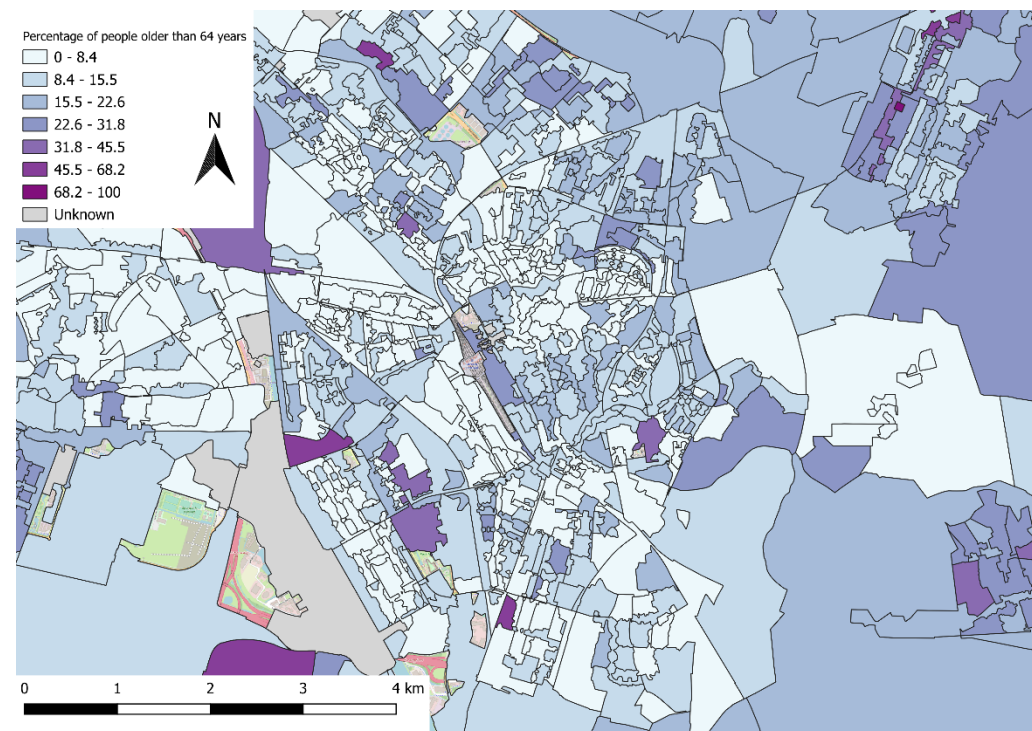 Percentage of people older than 64 years
0 - 8.4
8.4 - 15.5
15.5 - 22.6
22.6 - 31.8
31.8 - 45.5
45.5 - 68.2
68.2 - 100
Unknown
N
0 1 2 3 4 km